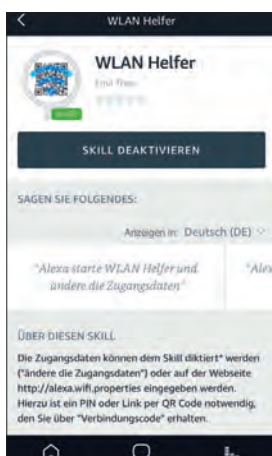 WLAN Helfer
WLAN Helfer
SKILL DEAKTIVIEREN
SAGEN SIE FOLGENDES:
Anzeigen in: Deutsch (DE)
"Alexa starte WLAN Helfer und
ändere die Zugangsdaten"
"Alex
ÜBER DIESEN SKILL
Die Zugangsdaten können dem Skill diktiert* werden
("ändere die Zugangsdaten") oder auf der Webseite
http://alexa.wifi.properties eingegeben werden.
Hierzu ist ein PIN oder Link per QR Code notwendig,
den Sie über "Verbindungscode" erhalten.